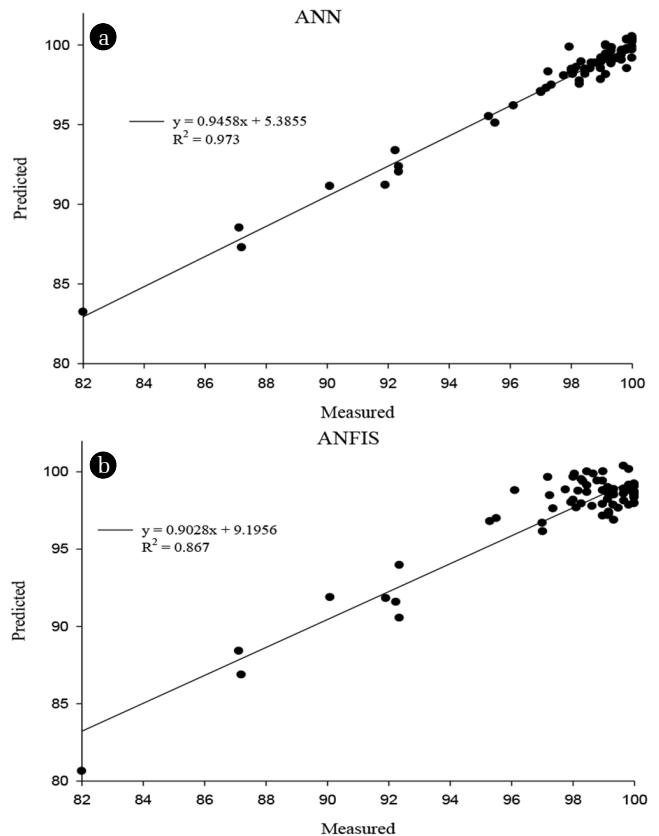 ANN
a
100
95
90
85
80
Predicted
y = 0.9458x + 5.3855
R² = 0.973
82 84 86 88 90 92 94 96 98 100
Measured
ANFIS
b
100
95
90
85
80
Predicted
y = 0.9028x + 9.1956
R² = 0.867
82 84 86 88 90 92 94 96 98 100
Measured